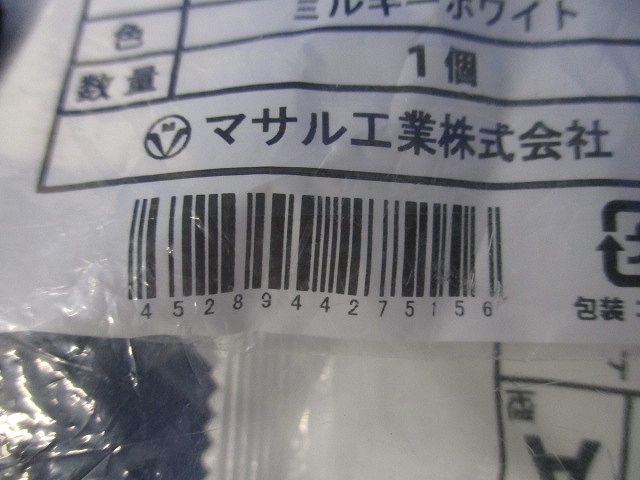 ミルキーホワイト
色
数量 1個
マサル工業株式会社
4528944275156
包装